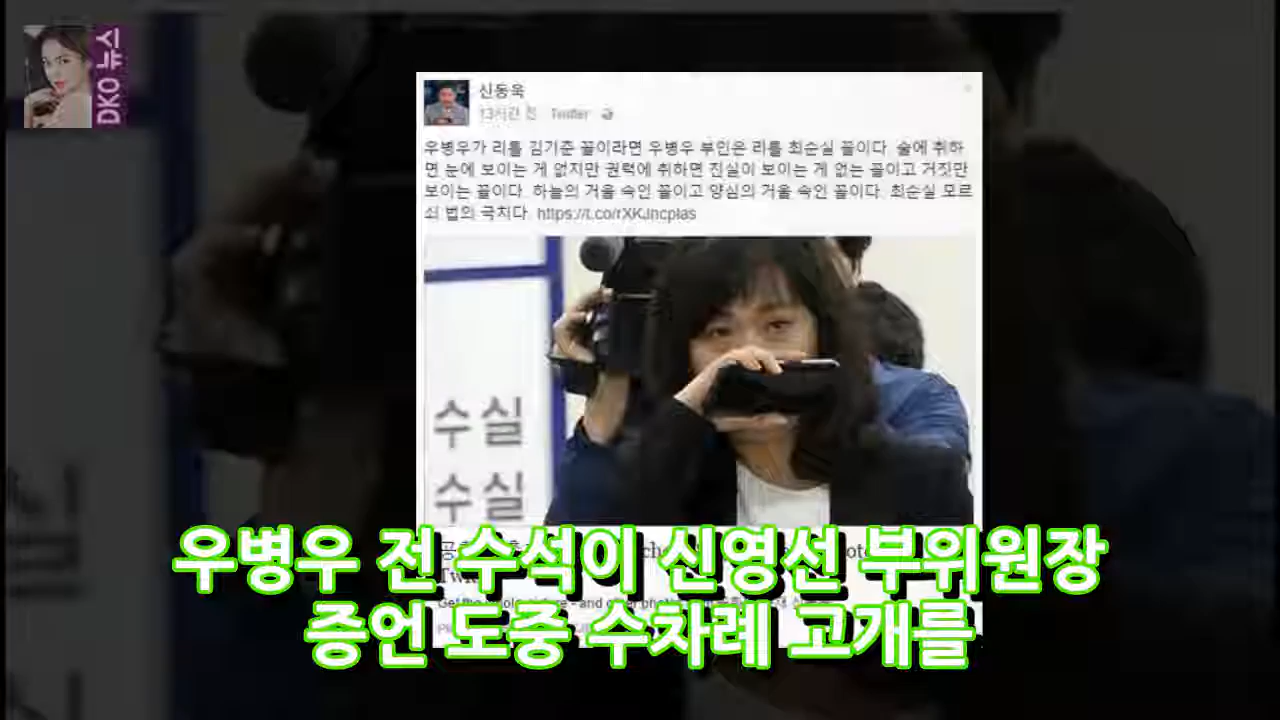 DKO 뉴스
신동욱
13시간 전 · Twitter
우병우가 리틀 김기춘 꼴이라면 우병우 부인은 리틀 최순실 꼴이다. 술에 취하
면 눈에 보이는 게 없지만 권력에 취하면 진실이 보이는 게 없는 꼴이고 거짓만
보이는 꼴이다. 하늘의 거울 속인 꼴이고 양심의 거울 속인 꼴이다. 최순실 모르
쇠 법의 극치다.
수실
수실
우병우 전 수석이 신영선 부위원장
증언 도중 수차례 고개를